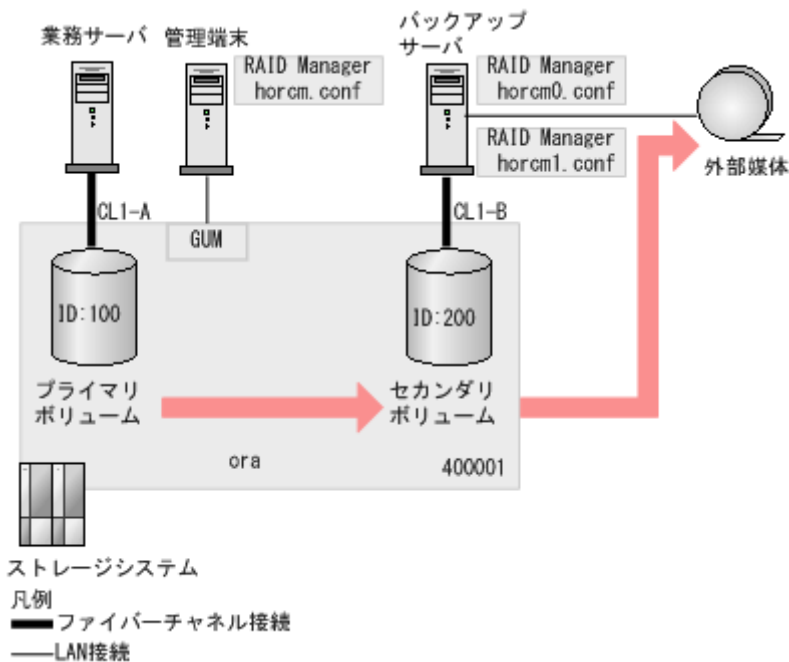 業務サーバ
管理端末
バックアップ
サーバ
RAID Manager
horcm.conf
RAID Manager
horcm0.conf
RAID Manager
horcm1.conf
外部媒体
CL1-A
GUM
CL1-B
ID:100
ID:200
プライマリ
ボリューム
セカンダリ
ボリューム
ora
400001
ストレージシステム
凡例
ファイバーチャネル接続
LAN接続